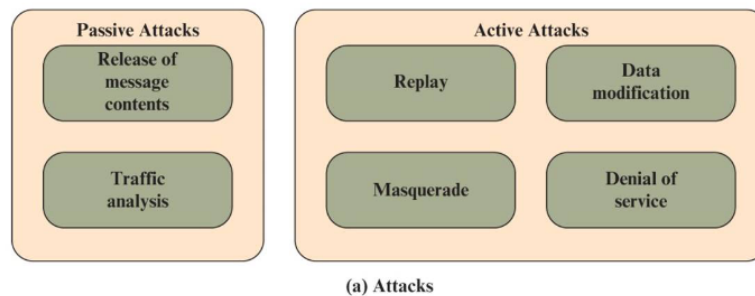 Passive Attacks
Release of
message
contents
Traffic
analysis
Active Attacks
Replay
Data
modification
Masquerade
Denial of
service
(a) Attacks